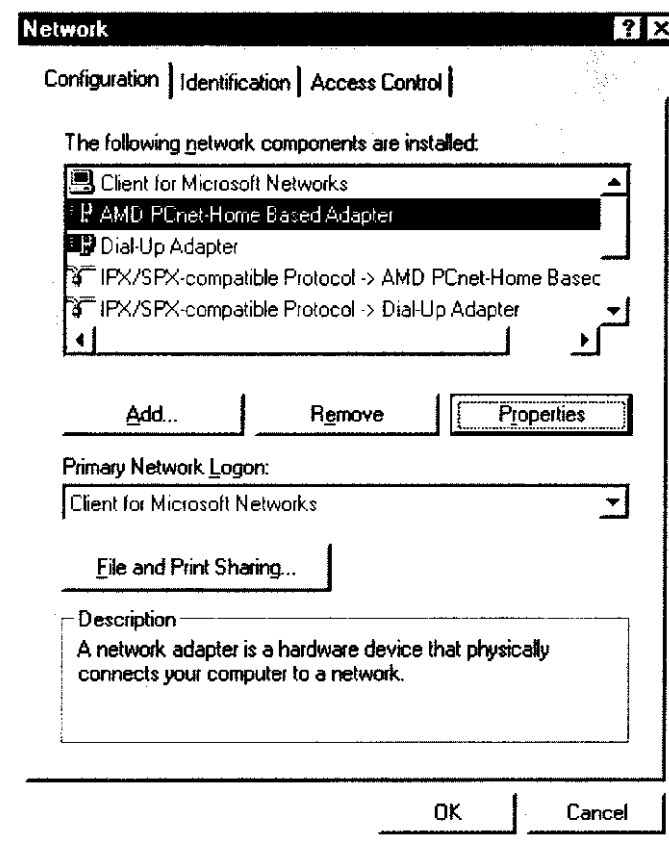 Network
Configuration Identification Access Control
The following network components are installed:
Client for Microsoft Networks
AMD PCnet-Home Based Adapter
Dial-Up Adapter
IPX/SPX-compatible Protocol -> AMD PCnet-Home Basec
IPX/SPX-compatible Protocol -> Dial-Up Adapter
Add... Remove Properties
Primary Network Logon:
Client for Microsoft Networks
File and Print Sharing...
Description
A network adapter is a hardware device that physically
connects your computer to a network.
OK Cancel